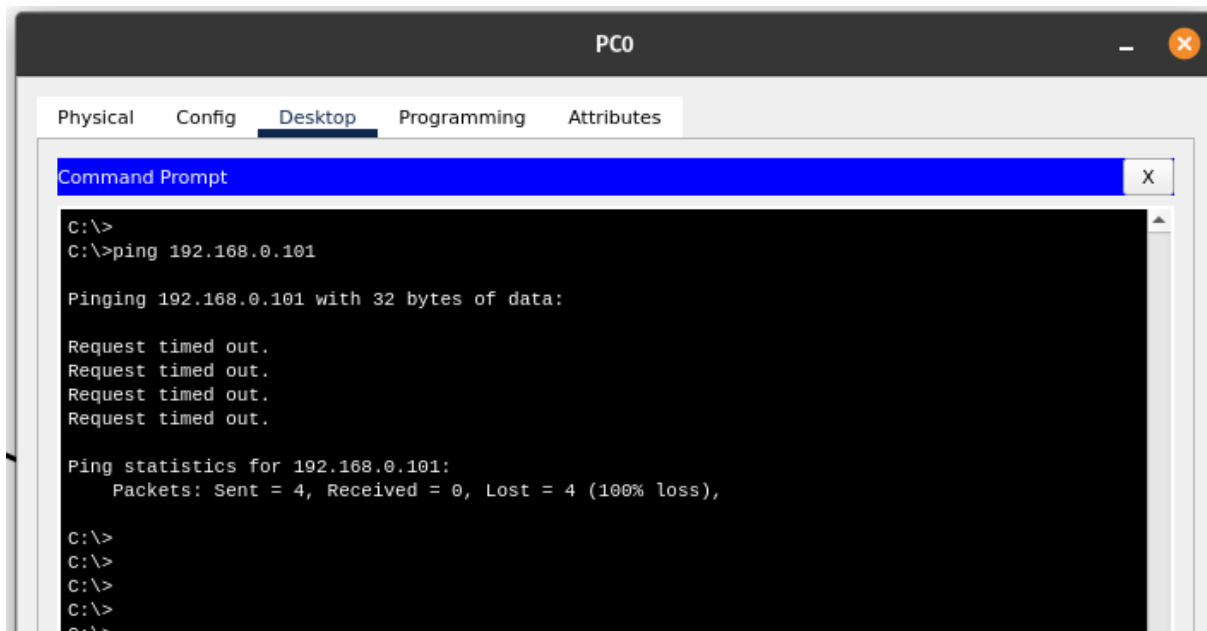 PC0
Physical Config Desktop Programming Attributes
Command Prompt X
C:\>
C:\>ping 192.168.0.101
Pinging 192.168.0.101 with 32 bytes of data:
Request timed out.
Request timed out.
Request timed out.
Request timed out.
Ping statistics for 192.168.0.101:
Packets: Sent = 4, Received = 0, Lost = 4 (100% loss),
C:\>
C:\>
C:\>
C:\>